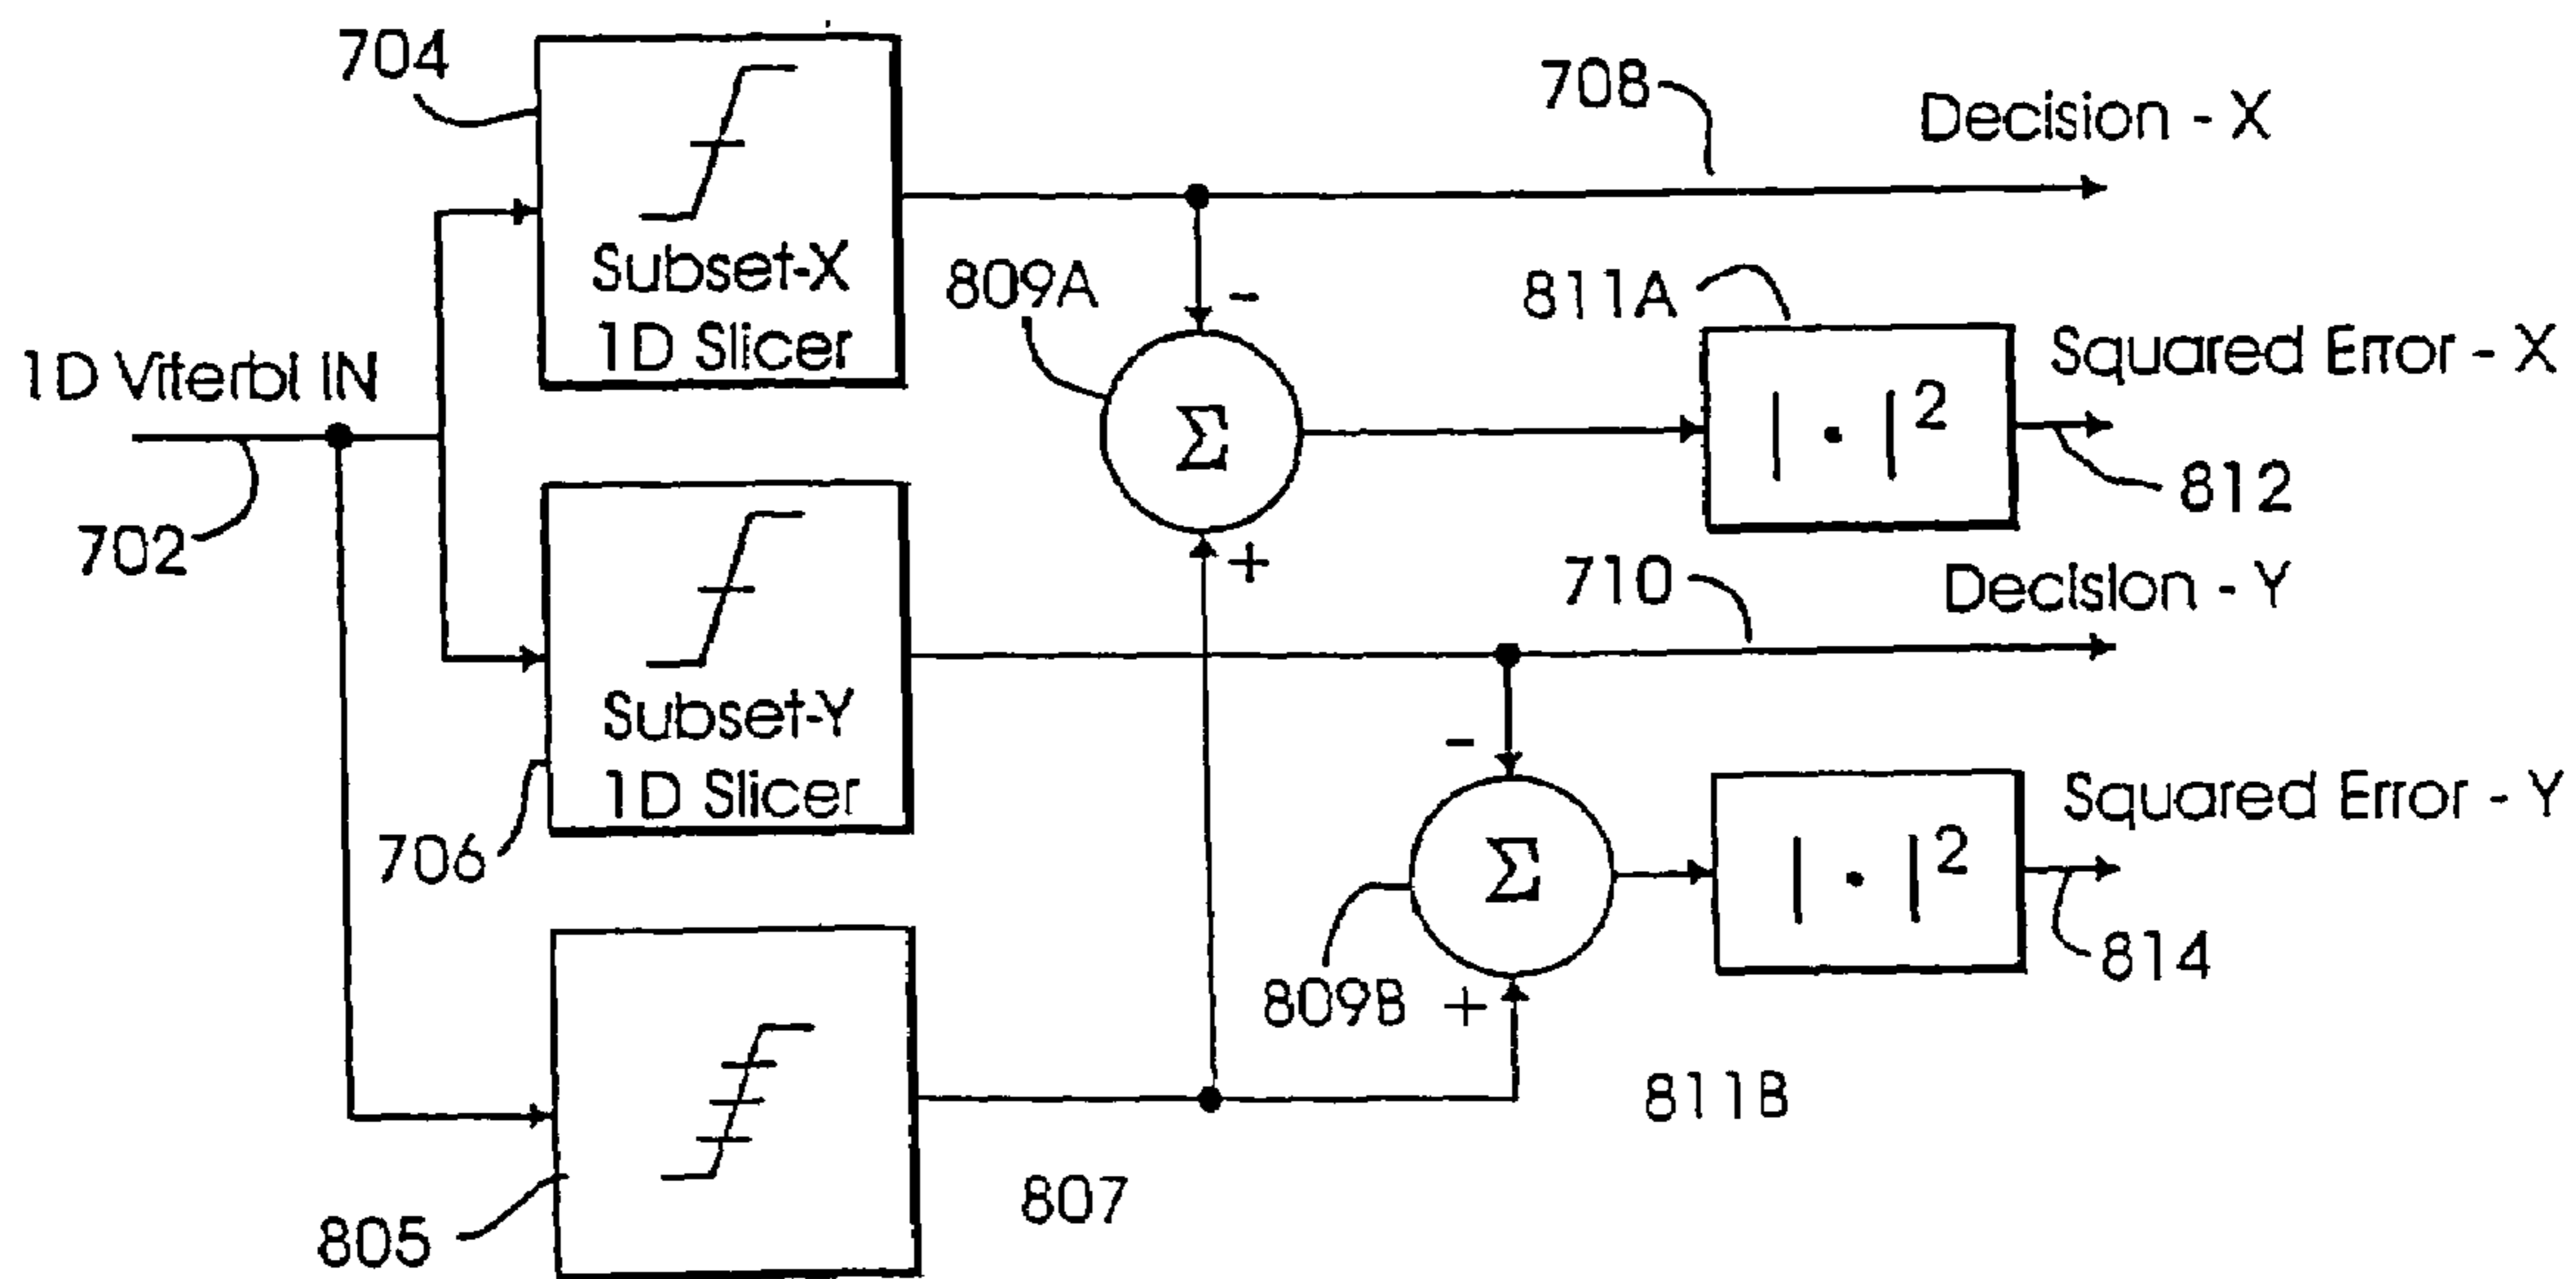 704
708
Decision - X
Subset-X
1D Slicer
809A
-
811A
Squared Error - X
1D Viterbi IN
Σ
| • |²
812
702
+
710
Decision - Y
Subset-Y
1D Slicer
-
706
Σ
| • |²
Squared Error - Y
814
809B
+
811B
807
805